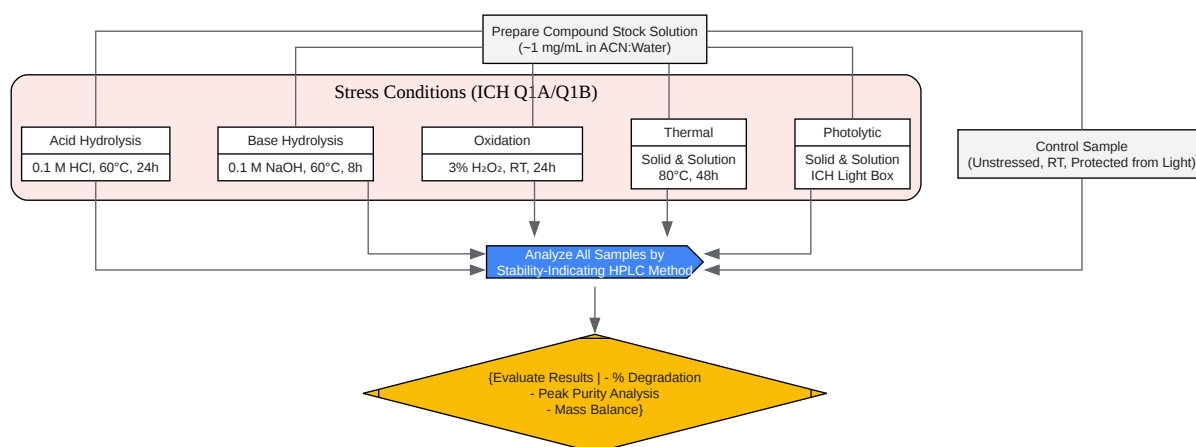 Prepare Compound Stock Solution
(~1 mg/mL in ACN:Water)
Stress Conditions (ICH Q1A/Q1B)
Acid Hydrolysis
0.1 M HCl, 60°C, 24h
Base Hydrolysis
0.1 M NaOH, 60°C, 8h
Oxidation
3% H₂O₂, RT, 24h
Thermal
Solid & Solution
80°C, 48h
Photolytic
Solid & Solution
ICH Light Box
Control Sample
(Unstressed, RT, Protected from Light)
Analyze All Samples by
Stability-Indicating HPLC Method
{Evaluate Results | - % Degradation
- Peak Purity Analysis
- Mass Balance}